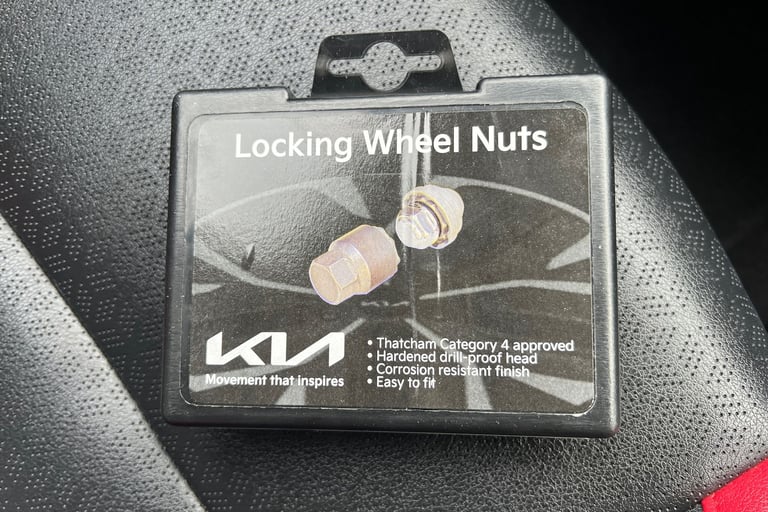 Locking Wheel Nuts
KIA
Movement that inspires
• Thatcham Category 4 approved
• Hardened drill-proof head
• Corrosion resistant finish
• Easy to fit